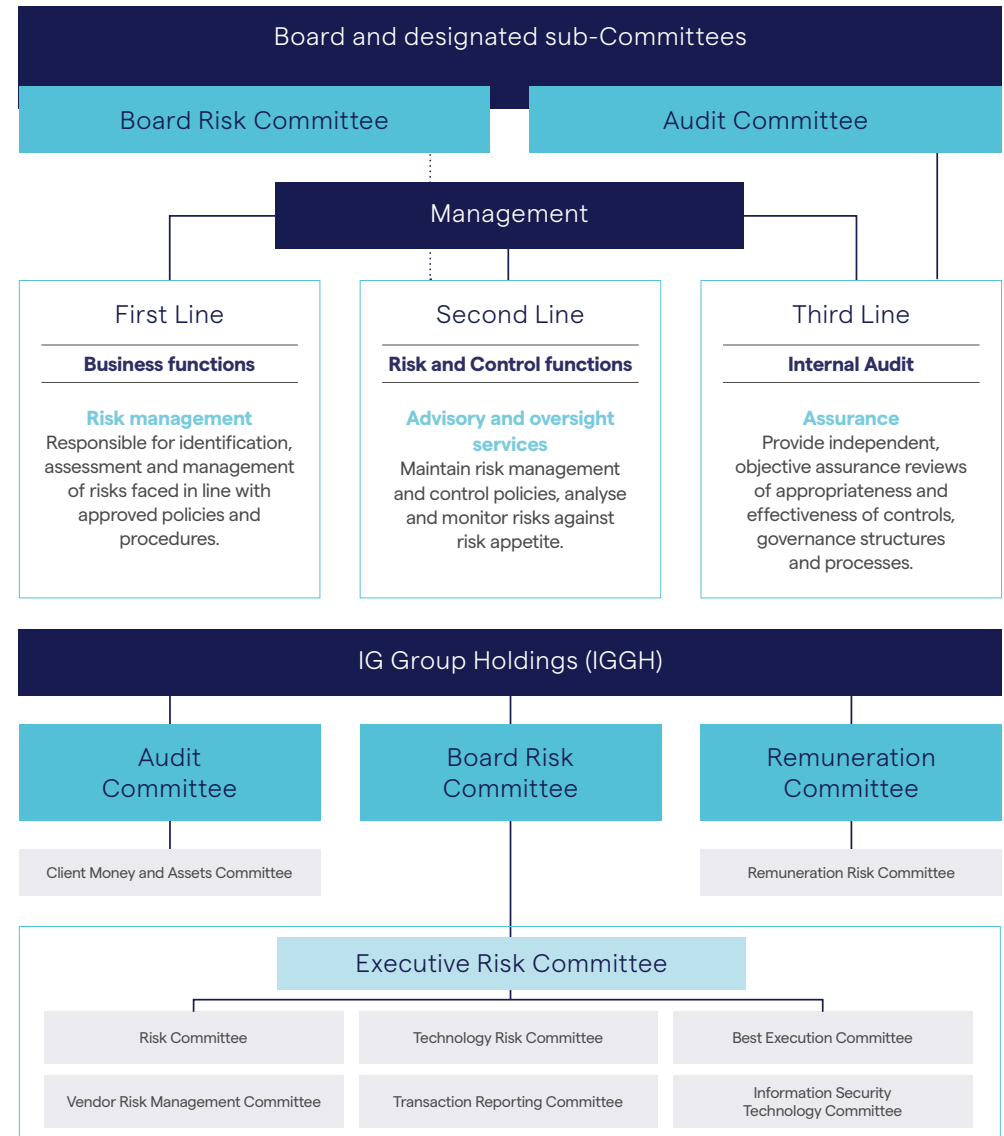 Board and designated sub-Committees
Board Risk Committee
Audit Committee
Management
First Line
Business functions
Risk management
Responsible for identification,
assessment and management
of risks faced in line with
approved policies and
procedures.
Second Line
Risk and Control functions
Advisory and oversight
services
Maintain risk management
and control policies, analyse
and monitor risks against
risk appetite.
Third Line
Internal Audit
Assurance
Provide independent,
objective assurance reviews
of appropriateness and
effectiveness of controls,
governance structures
and processes.
IG Group Holdings (IGGH)
Audit
Committee
Board Risk
Committee
Remuneration
Committee
Client Money and Assets Committee
Remuneration Risk Committee
Executive Risk Committee
Risk Committee
Technology Risk Committee
Best Execution Committee
Vendor Risk Management Committee
Transaction Reporting Committee
Information Security
Technology Committee